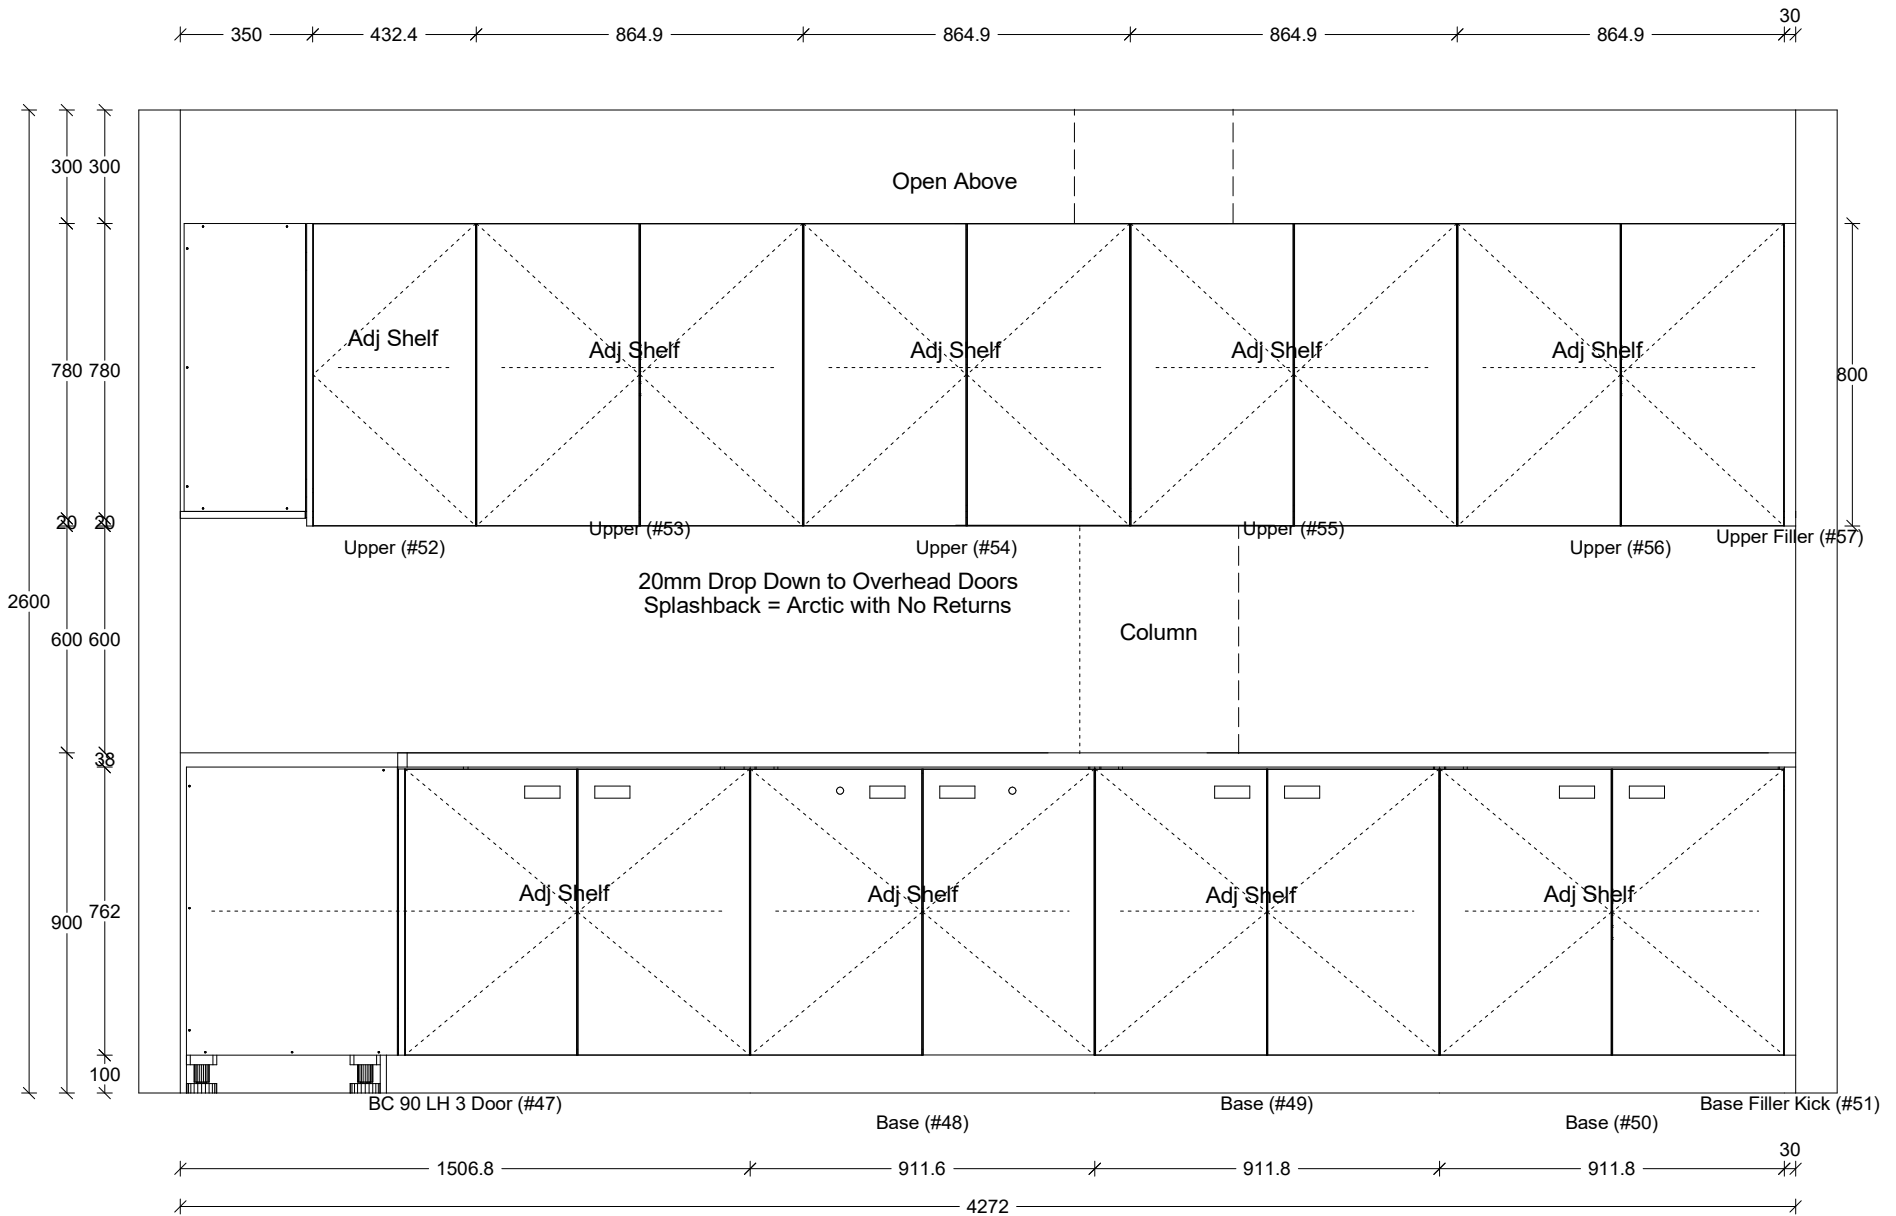 30
350
432.4
864.9
864.9
864.9
864.9
300
300
Open Above
Adj Shelf
Adj Shelf
Adj Shelf
Adj Shelf
Adj Shelf
780
780
800
20
20
Upper (#52)
Upper (#53)
Upper (#54)
Upper (#55)
Upper (#56)
Upper Filler (#57)
20mm Drop Down to Overhead Doors
Splashback = Arctic with No Returns
2600
600
600
Column
38
Adj Shelf
Adj Shelf
Adj Shelf
Adj Shelf
900
762
100
BC 90 LH 3 Door (#47)
Base (#48)
Base (#49)
Base (#50)
Base Filler Kick (#51)
30
1506.8
911.6
911.8
911.8
4272